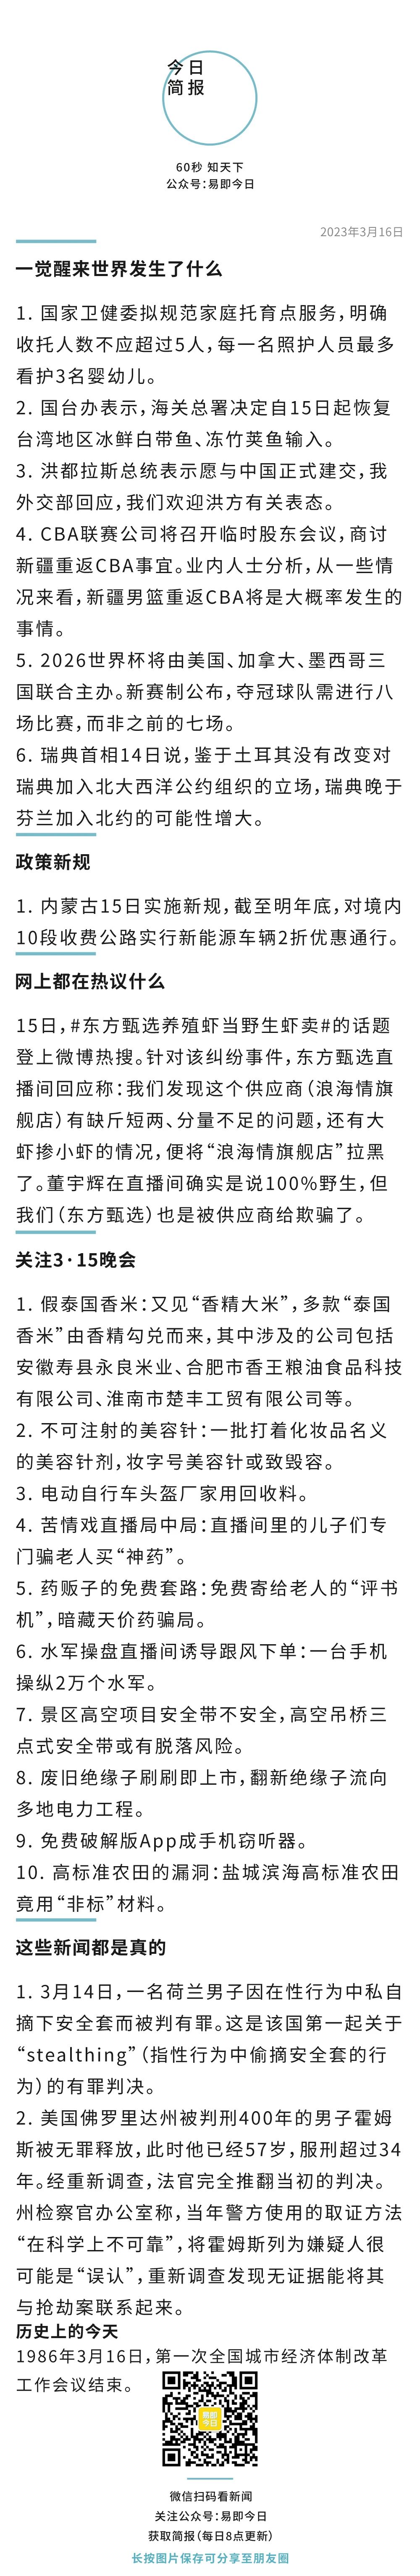 今日
简报
60秒 知天下
公众号：易即今日
2023年3月16日
一觉醒来世界发生了什么
1. 国家卫健委拟规范家庭托育点服务，明确
收托人数不应超过5人，每一名照护人员最多
看护3名婴幼儿。
2. 国台办表示，海关总署决定自15日起恢复
台湾地区冰鲜白带鱼、冻竹荚鱼输入。
3. 洪都拉斯总统表示愿与中国正式建交，我
外交部回应，我们欢迎洪方有关表态。
4. CBA联赛公司将召开临时股东会议，商讨
新疆重返CBA事宜。业内人士分析，从一些情
况来看，新疆男篮重返CBA将是大概率发生的
事情。
5. 2026世界杯将由美国、加拿大、墨西哥三
国联合主办。新赛制公布，夺冠球队需进行八
场比赛，而非之前的七场。
6. 瑞典首相14日说，鉴于土耳其没有改变对
瑞典加入北大西洋公约组织的立场，瑞典晚于
芬兰加入北约的可能性增大。
政策新规
1. 内蒙古15日实施新规，截至明年底，对境内
10段收费公路实行新能源车辆2折优惠通行。
网上都在热议什么
15日，#东方甄选养殖虾当野生虾卖#的话题
登上微博热搜。针对该纠纷事件，东方甄选直
播间回应称：我们发现这个供应商（浪海情旗
舰店）有缺斤短两、分量不足的问题，还有大
虾掺小虾的情况，便将“浪海情旗舰店”拉黑
了。董宇辉在直播间确实是说100%野生，但
我们（东方甄选）也是被供应商给欺骗了。
关注3·15晚会
1. 假泰国香米：又见“香精大米”，多款“泰国
香米”由香精勾兑而来，其中涉及的公司包括
安徽寿县永良米业、合肥市香王粮油食品科技
有限公司、淮南市楚丰工贸有限公司等。
2. 不可注射的美容针：一批打着化妆品名义
的美容针剂，妆字号美容针或致毁容。
3. 电动自行车头盔厂家用回收料。
4. 苦情戏直播局中局：直播间里的儿子们专
门骗老人买“神药”。
5. 药贩子的免费套路：免费寄给老人的“评书
机”，暗藏天价药骗局。
6. 水军操盘直播间诱导跟风下单：一台手机
操纵2万个水军。
7. 景区高空项目安全带不安全，高空吊桥三
点式安全带或有脱落风险。
8. 废旧绝缘子刷刷即上市，翻新绝缘子流向
多地电力工程。
9. 免费破解版App成手机窃听器。
10. 高标准农田的漏洞：盐城滨海高标准农田
竟用“非标”材料。
这些新闻都是真的
1. 3月14日，一名荷兰男子因在性行为中私自
摘下安全套而被判有罪。这是该国第一起关于
“stealthing”（指性行为中偷摘安全套的行
为）的有罪判决。
2. 美国佛罗里达州被判刑400年的男子霍姆
斯被无罪释放，此时他已经57岁，服刑超过34
年。经重新调查，法官完全推翻当初的判决。
州检察官办公室称，当年警方使用的取证方法
“在科学上不可靠”，将霍姆斯列为嫌疑人很
可能是“误认”，重新调查发现无证据能将其
与抢劫案联系起来。
历史上的今天
1986年3月16日，第一次全国城市经济体制改革
工作会议结束。
易即
今日
微信扫码看新闻
关注公众号：易即今日
获取简报（每日8点更新）
长按图片保存可分享至朋友圈